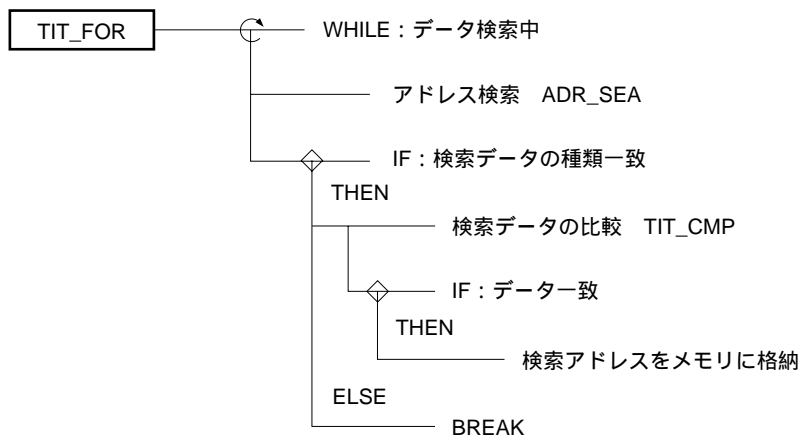 TIT_FOR
WHILE：データ検索中
アドレス検索　ADR_SEA
IF：検索データの種類一致
THEN
検索データの比較　TIT_CMP
IF：データ一致
THEN
検索アドレスをメモリに格納
ELSE
BREAK